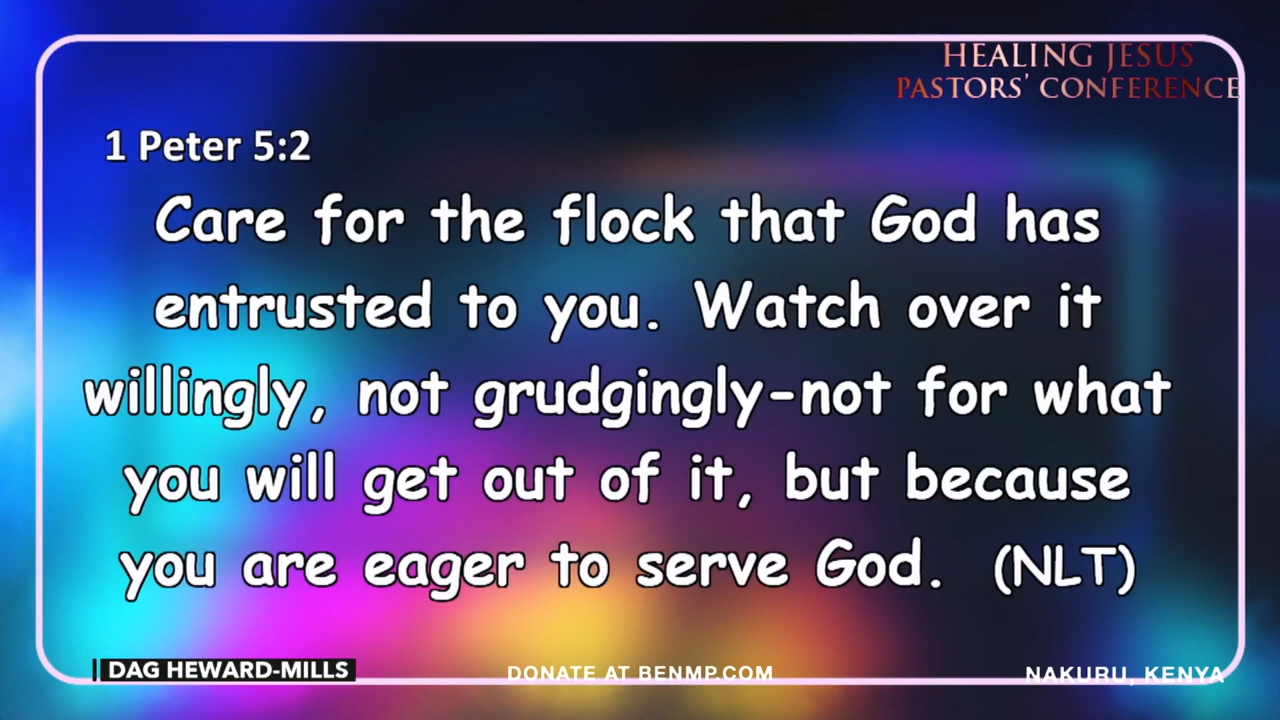 HEALING JESUS
PASTORS' CONFERENCE
1 Peter 5:2
Care for the flock that God has
entrusted to you. Watch over it
willingly, not grudgingly–not for what
you will get out of it, but because
you are eager to serve God. (NLT)
DAG HEWARD-MILLS
DONATE AT BENMP.COM
NAKURU, KENYA